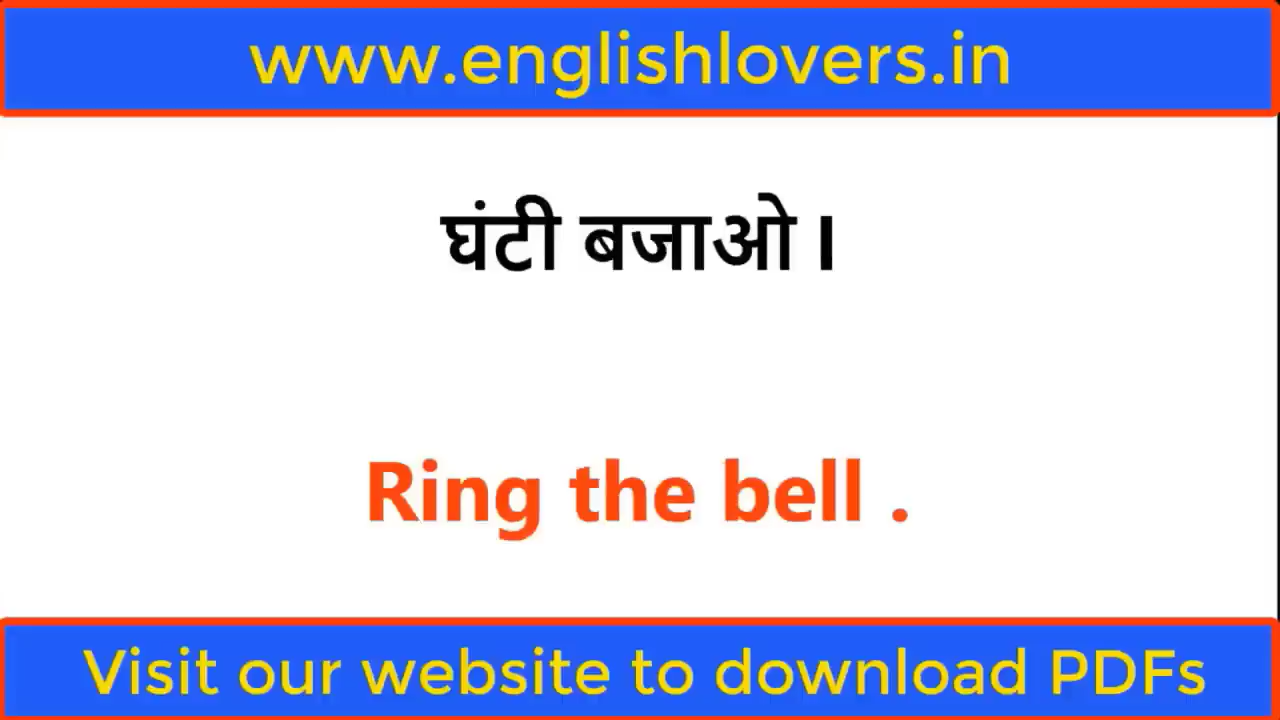 www.englishlovers.in
घंटी बजाओ।
Ring the bell .
Visit our website to download PDFs